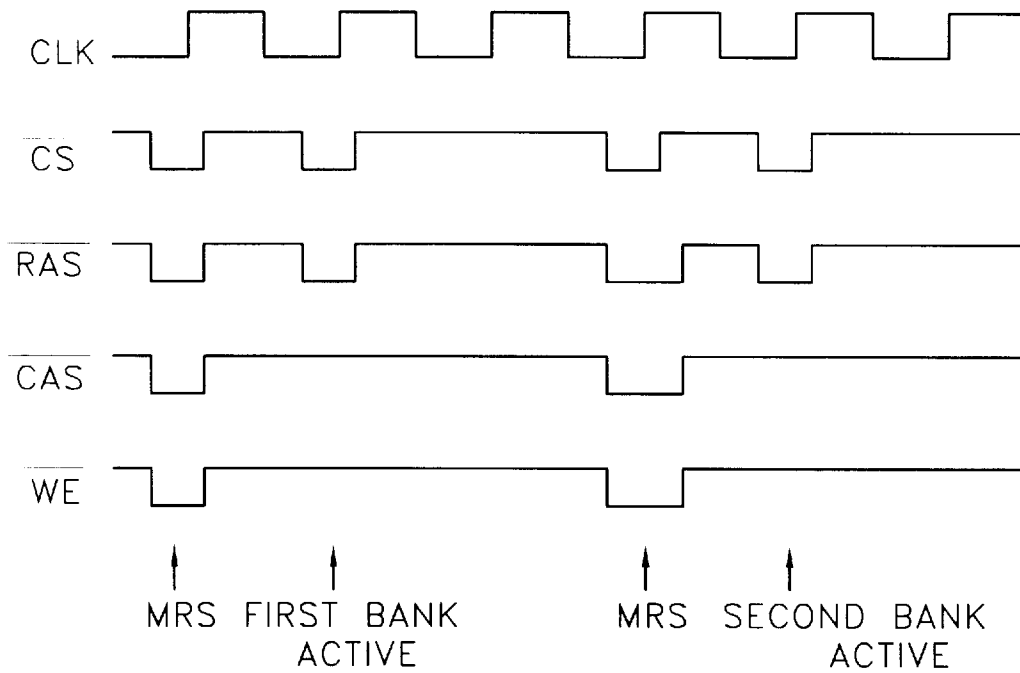 CLK
CS
RAS
CAS
WE
MRS FIRST BANK ACTIVE
MRS SECOND BANK ACTIVE